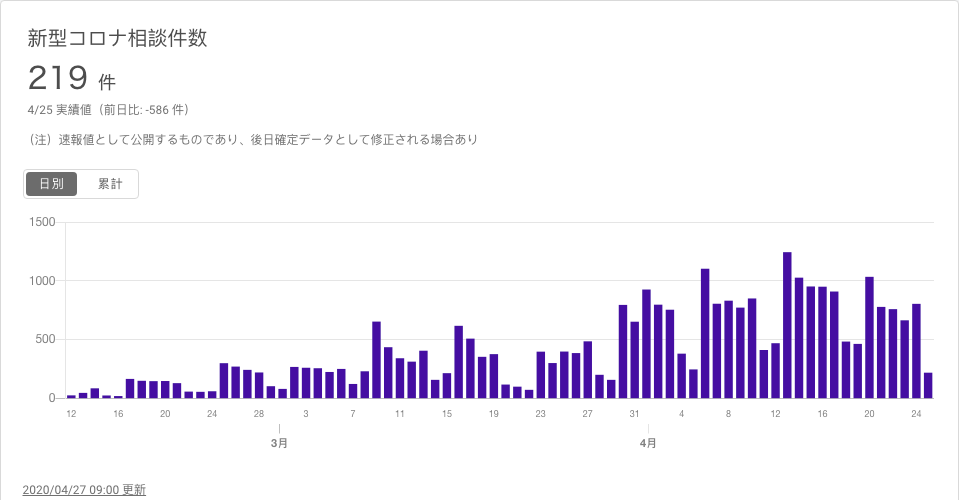 新型コロナ相談件数
219 件
4/25 実績値（前日比: -586 件）
（注）速報値として公開するものであり、後日確定データとして修正される場合あり
日別 累計
1500
1000
500
0
12 16 20 24 28 3 7 11 15 19 23 27 31 4 8 12 16 20 24
3月 4月
2020/04/27 09:00 更新